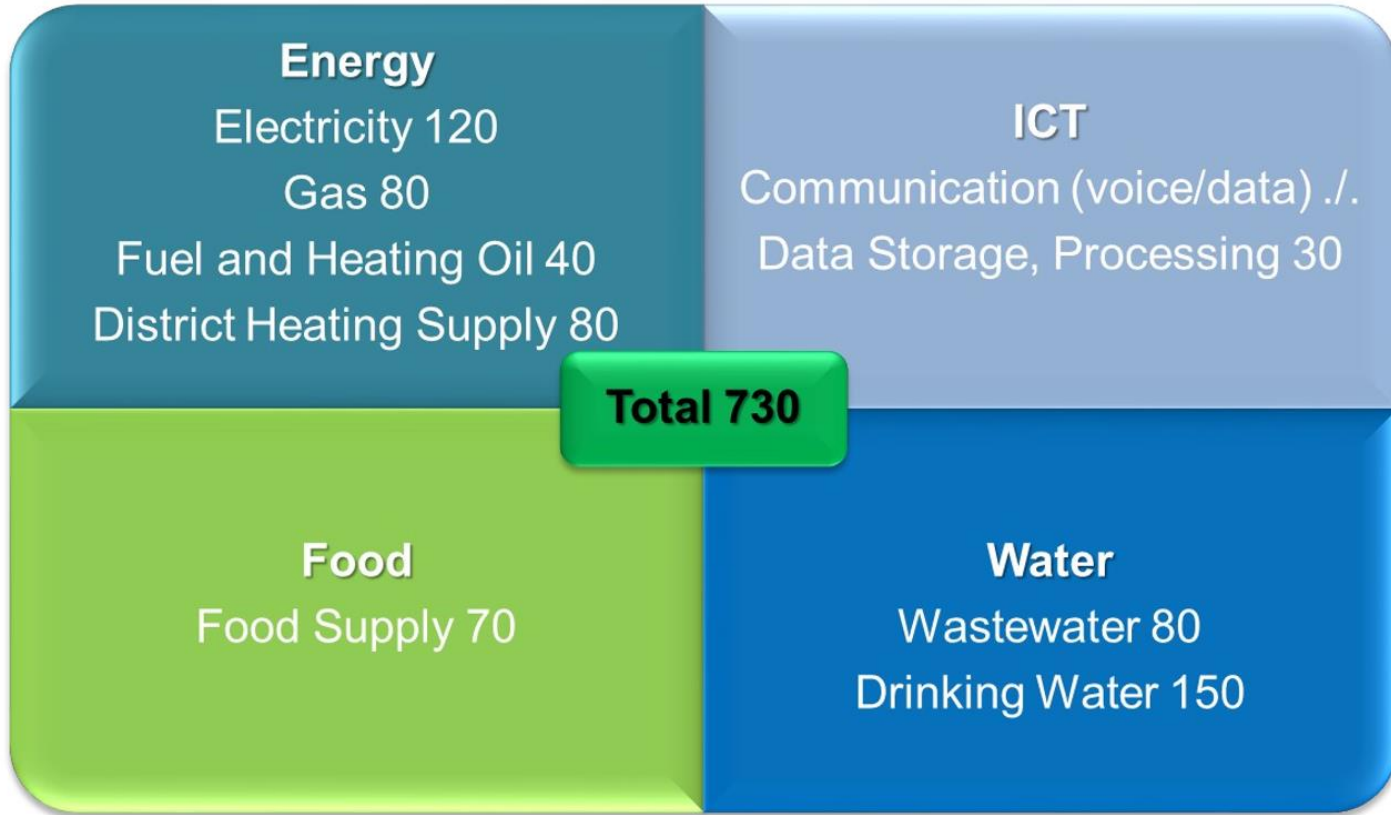 Energy
Electricity 120
Gas 80
Fuel and Heating Oil 40
District Heating Supply 80
ICT
Communication (voice/data) ./.
Data Storage, Processing 30
Total 730
Food
Food Supply 70
Water
Wastewater 80
Drinking Water 150